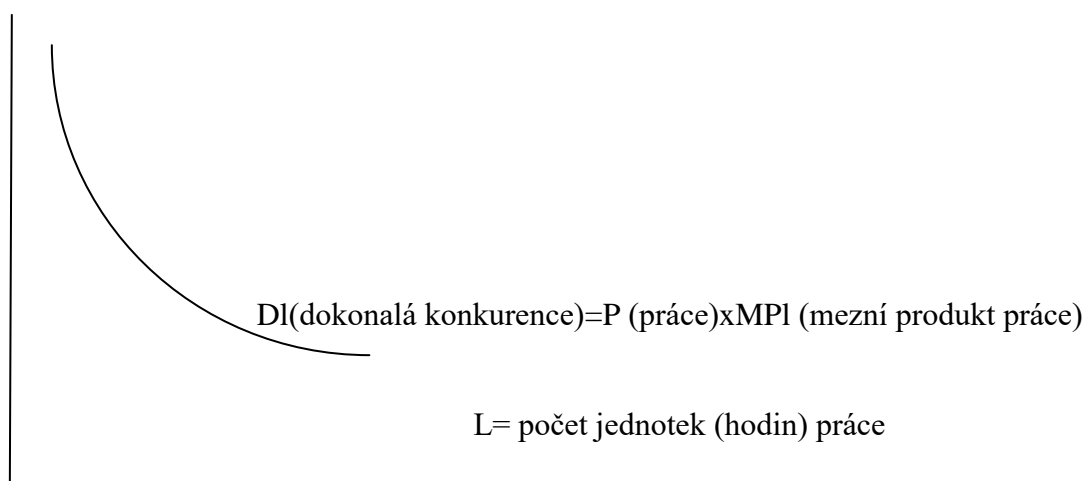 Dl(dokonalá konkurence)=P (práce)xMPl (mezní produkt práce)
L= počet jednotek (hodin) práce